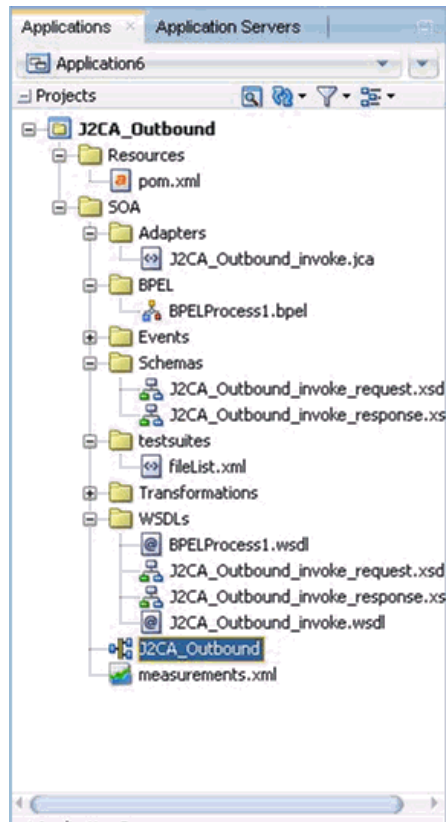 Applications Application Servers
Application6
Projects
J2CA_Outbound
Resources
pom.xml
SOA
Adapters
J2CA_Outbound_invoke.jca
BPEL
BPELProcess1.bpel
Events
Schemas
J2CA_Outbound_invoke_request.xsd
J2CA_Outbound_invoke_response.xs
testsuites
fileList.xml
Transformations
WSDLs
BPELProcess1.wsdl
J2CA_Outbound_invoke_request.xsd
J2CA_Outbound_invoke_response.xs
J2CA_Outbound_invoke.wsdl
J2CA_Outbound
measurements.xml